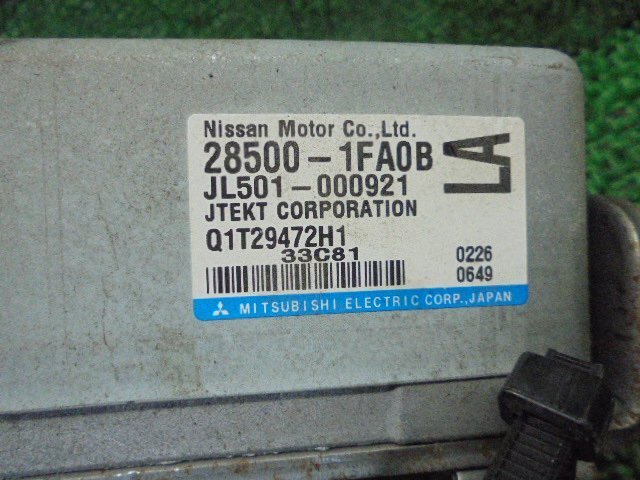 Nissan Motor Co.,Ltd.
28500-1FA0B
LA
JL501-000921
JTEKT CORPORATION
Q1T29472H1
33C81
0226
0649
MITSUBISHI ELECTRIC CORP.,JAPAN